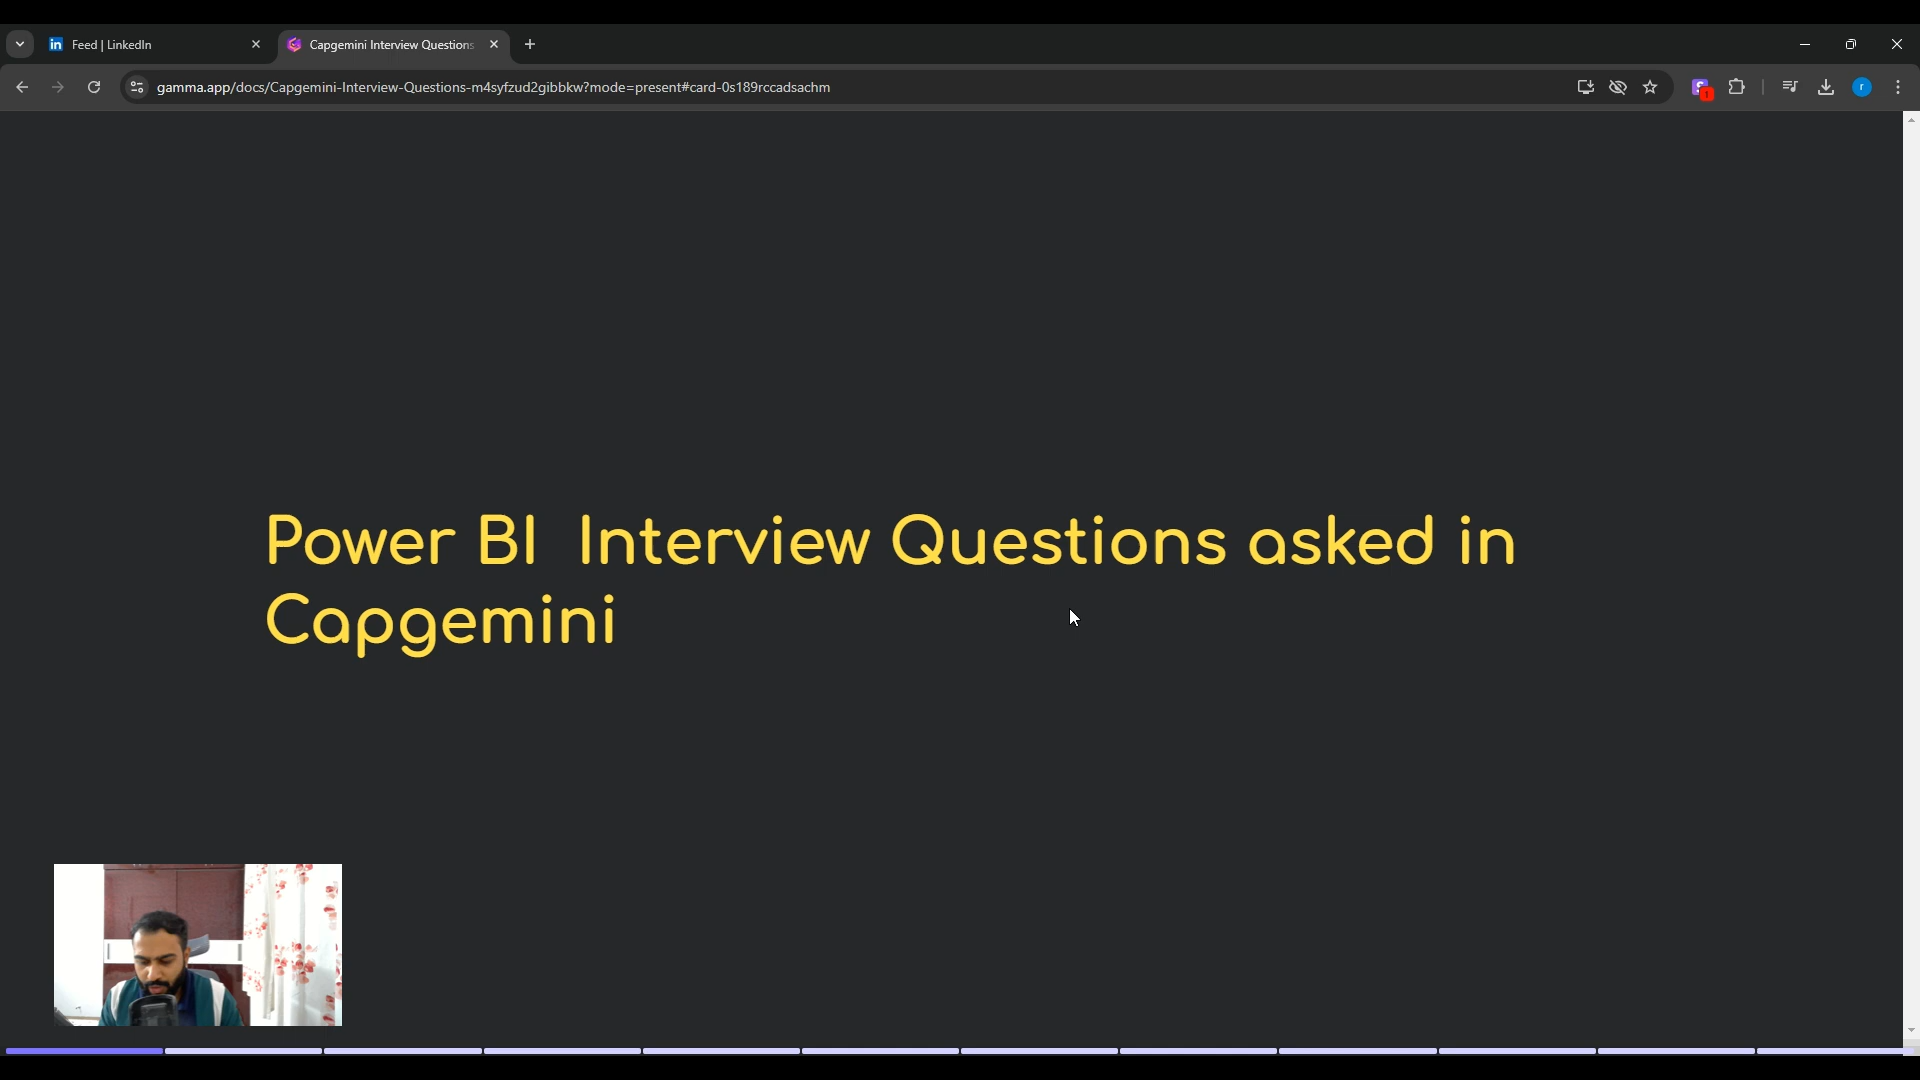 Feed | LinkedIn
Capgemini Interview Questions
gamma.app/docs/Capgemini-Interview-Questions-m4syfzud2gibbkw?mode=present#card-0s189rccadsachm
Power BI Interview Questions asked in
Capgemini